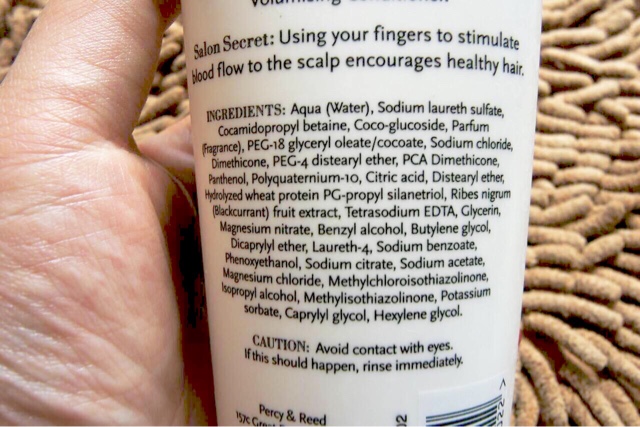 Volumising Conditioner.
Salon Secret: Using your fingers to stimulate
blood flow to the scalp encourages healthy hair.
INGREDIENTS: Aqua (Water), Sodium laureth sulfate,
Cocamidopropyl betaine, Coco-glucoside, Parfum
(Fragrance), PEG-18 glyceryl oleate/cocoate, Sodium chloride,
Dimethicone, PEG-4 distearyl ether, PCA Dimethicone,
Panthenol, Polyquaternium-10, Citric acid, Distearyl ether,
Hydrolyzed wheat protein PG-propyl silanetriol, Ribes nigrum
(Blackcurrant) fruit extract, Tetrasodium EDTA, Glycerin,
Magnesium nitrate, Benzyl alcohol, Butylene glycol,
Dicaprylyl ether, Laureth-4, Sodium benzoate,
Phenoxyethanol, Sodium citrate, Sodium acetate,
Magnesium chloride, Methylchloroisothiazolinone,
Isopropyl alcohol, Methylisothiazolinone, Potassium
sorbate, Caprylyl glycol, Hexylene glycol.
CAUTION: Avoid contact with eyes.
If this should happen, rinse immediately.
Percy & Reed
157c